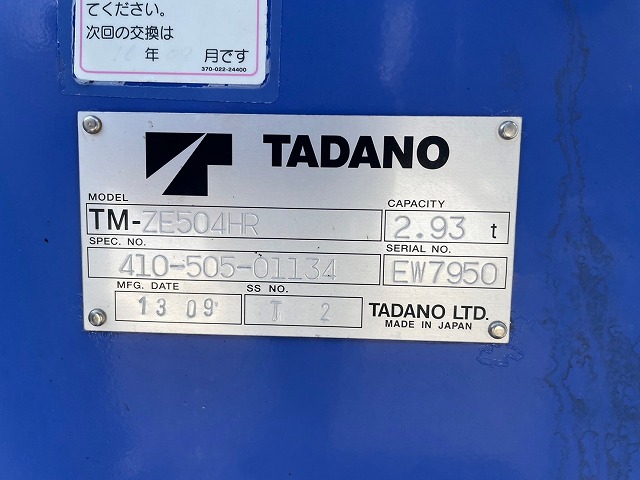 てください。
次回の交換は
年 月です
370-022-24400
TADANO
MODEL
TM-ZE504HR
CAPACITY
2.93 t
SPEC. NO.
410-505-01134
SERIAL NO.
EW7950
MFG. DATE
13 09
SS NO.
T 2
TADANO LTD.
MADE IN JAPAN